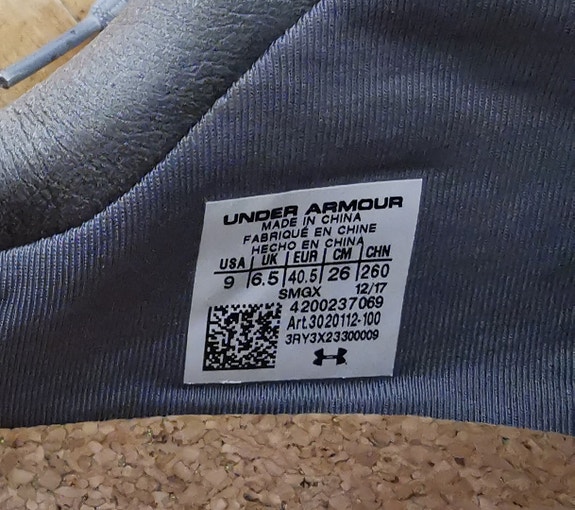 UNDER ARMOUR
MADE IN CHINA
FABRIQUÉ EN CHINE
HECHO EN CHINA
USA UK EUR CM CHN
9 6.5 40.5 26 260
SMGX 12/17
4200237069
Art.3020112-100
3RY3X23300009